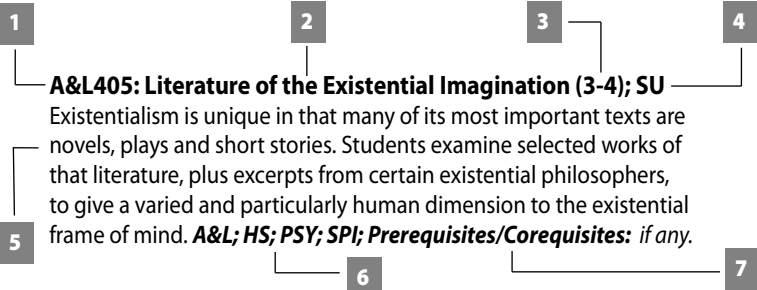 1 2 3 4
A&L405: Literature of the Existential Imagination (3-4); SU
Existentialism is unique in that many of its most important texts are
novels, plays and short stories. Students examine selected works of
that literature, plus excerpts from certain existential philosophers,
to give a varied and particularly human dimension to the existential
frame of mind. A&L; HS; PSY; SPI; Prerequisites/Corequisites: if any.
5
6 7